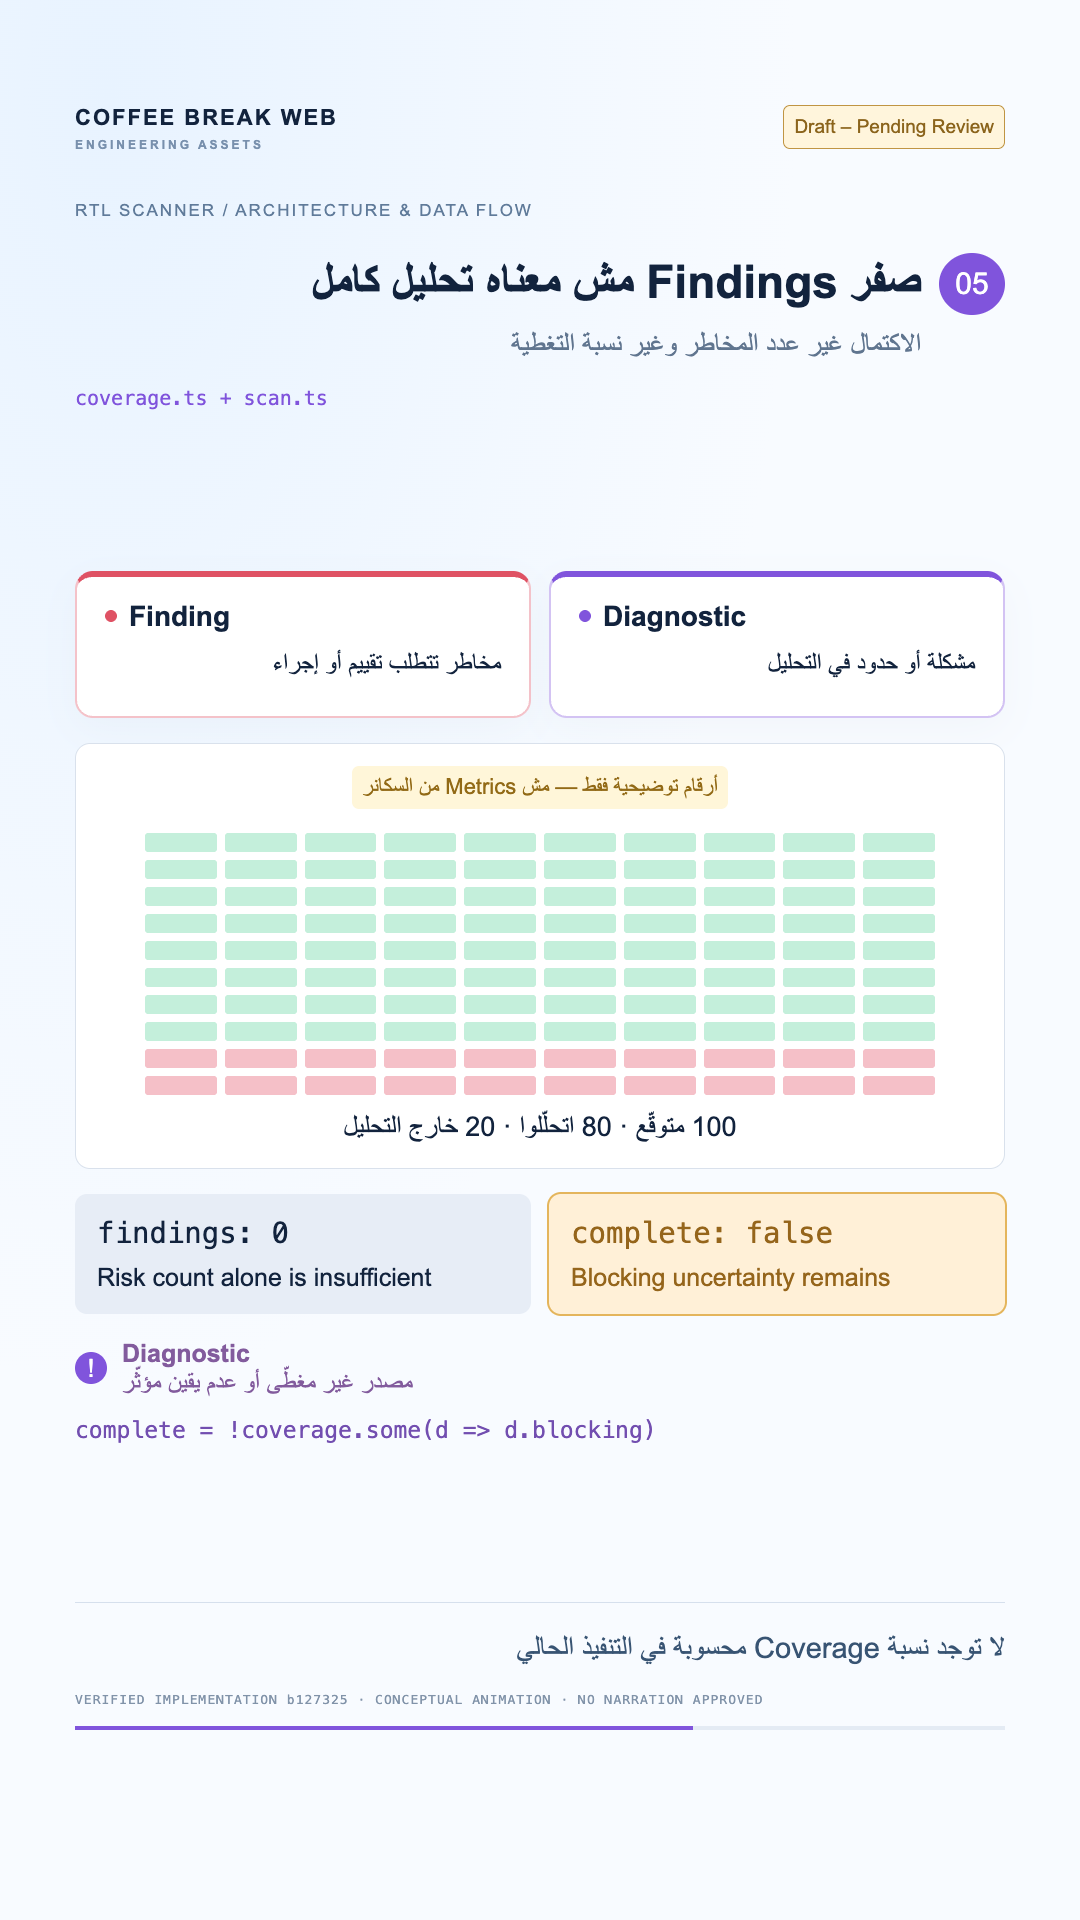 COFFEE BREAK WEB
ENGINEERING ASSETS
Draft – Pending Review
RTL SCANNER / ARCHITECTURE & DATA FLOW
05
صفر Findings مش معناه تحليل كامل
الاكتمال غير عدد المخاطر وغير نسبة التغطية
coverage.ts + scan.ts
Finding
مخاطر تتطلب تقييم أو إجراء
Diagnostic
مشكلة أو حدود في التحليل
أرقام توضيحية فقط — مش Metrics من السكانر
100 متوقّع · 80 اتحلّلوا · 20 خارج التحليل
findings: 0
Risk count alone is insufficient
complete: false
Blocking uncertainty remains
!
Diagnostic
مصدر غير مغطّى أو عدم يقين مؤثّر
complete = !coverage.some(d => d.blocking)
لا توجد نسبة Coverage محسوبة في التنفيذ الحالي
VERIFIED IMPLEMENTATION b127325 · CONCEPTUAL ANIMATION · NO NARRATION APPROVED